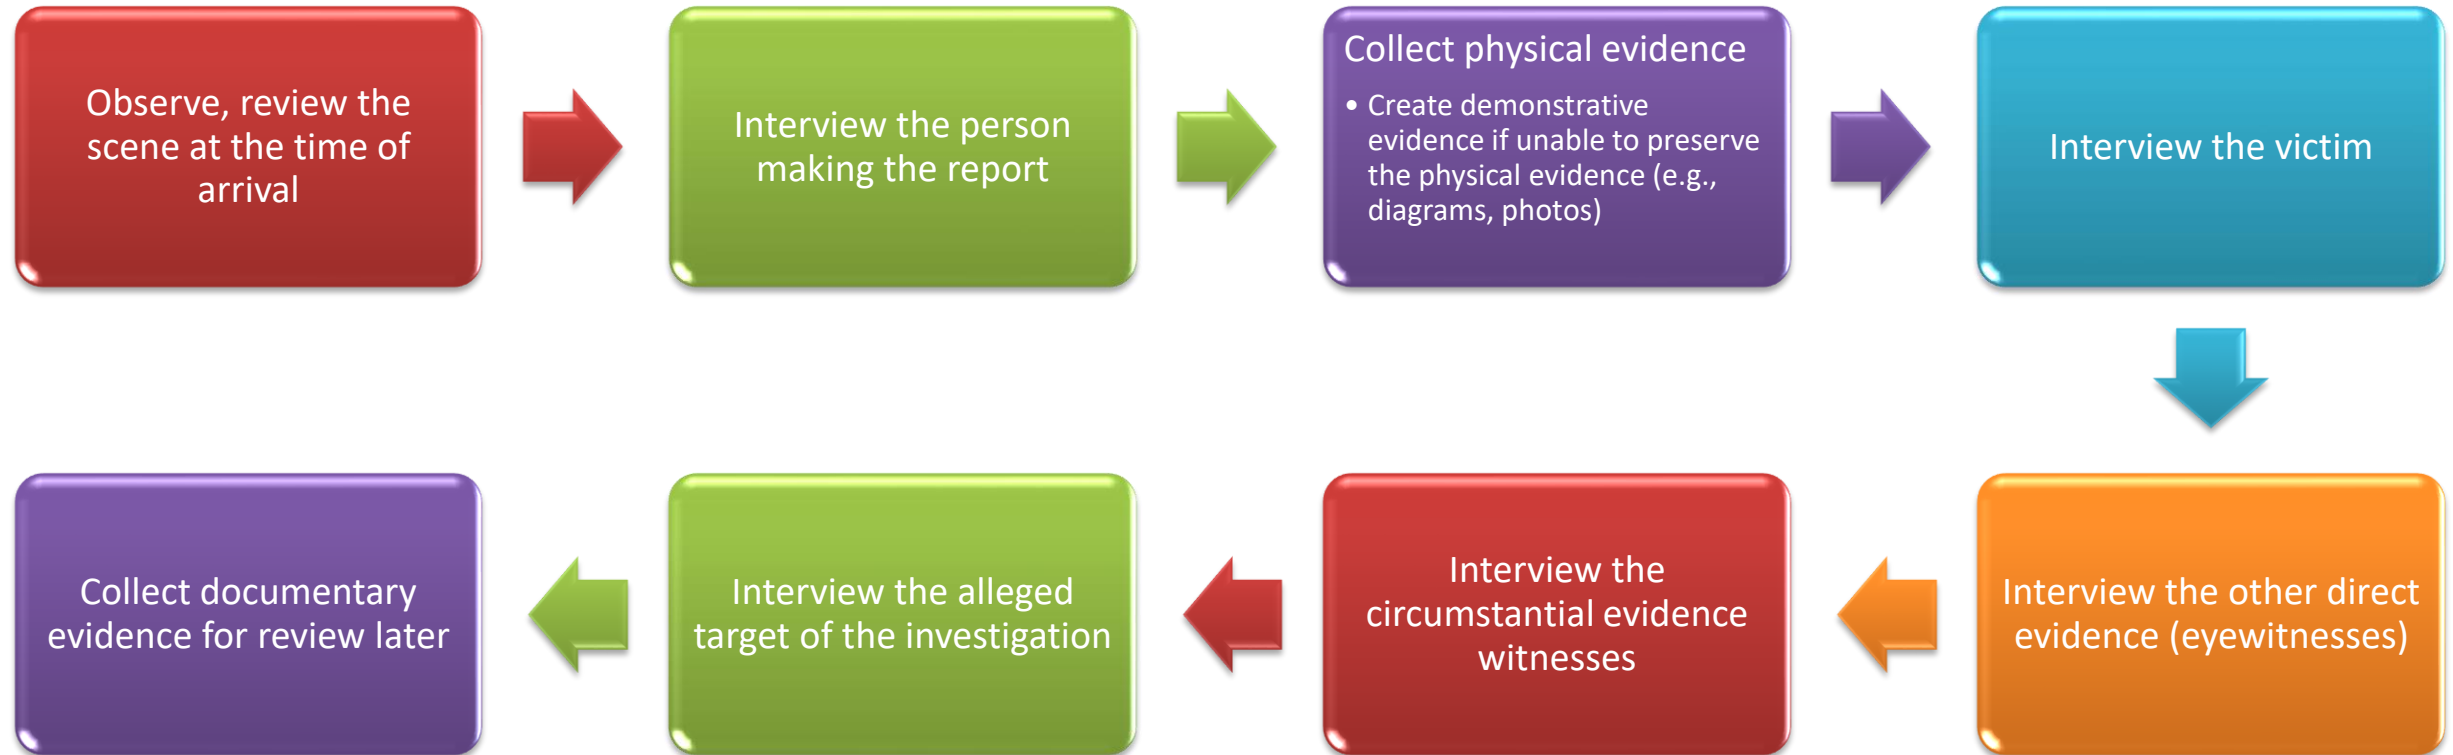 Observe, review the
scene at the time of
arrival
Interview the person
making the report
Collect physical evidence
• Create demonstrative
evidence if unable to preserve
the physical evidence (e.g.,
diagrams, photos)
Interview the victim
Interview the other direct
evidence (eyewitnesses)
Interview the
circumstantial evidence
witnesses
Interview the alleged
target of the investigation
Collect documentary
evidence for review later